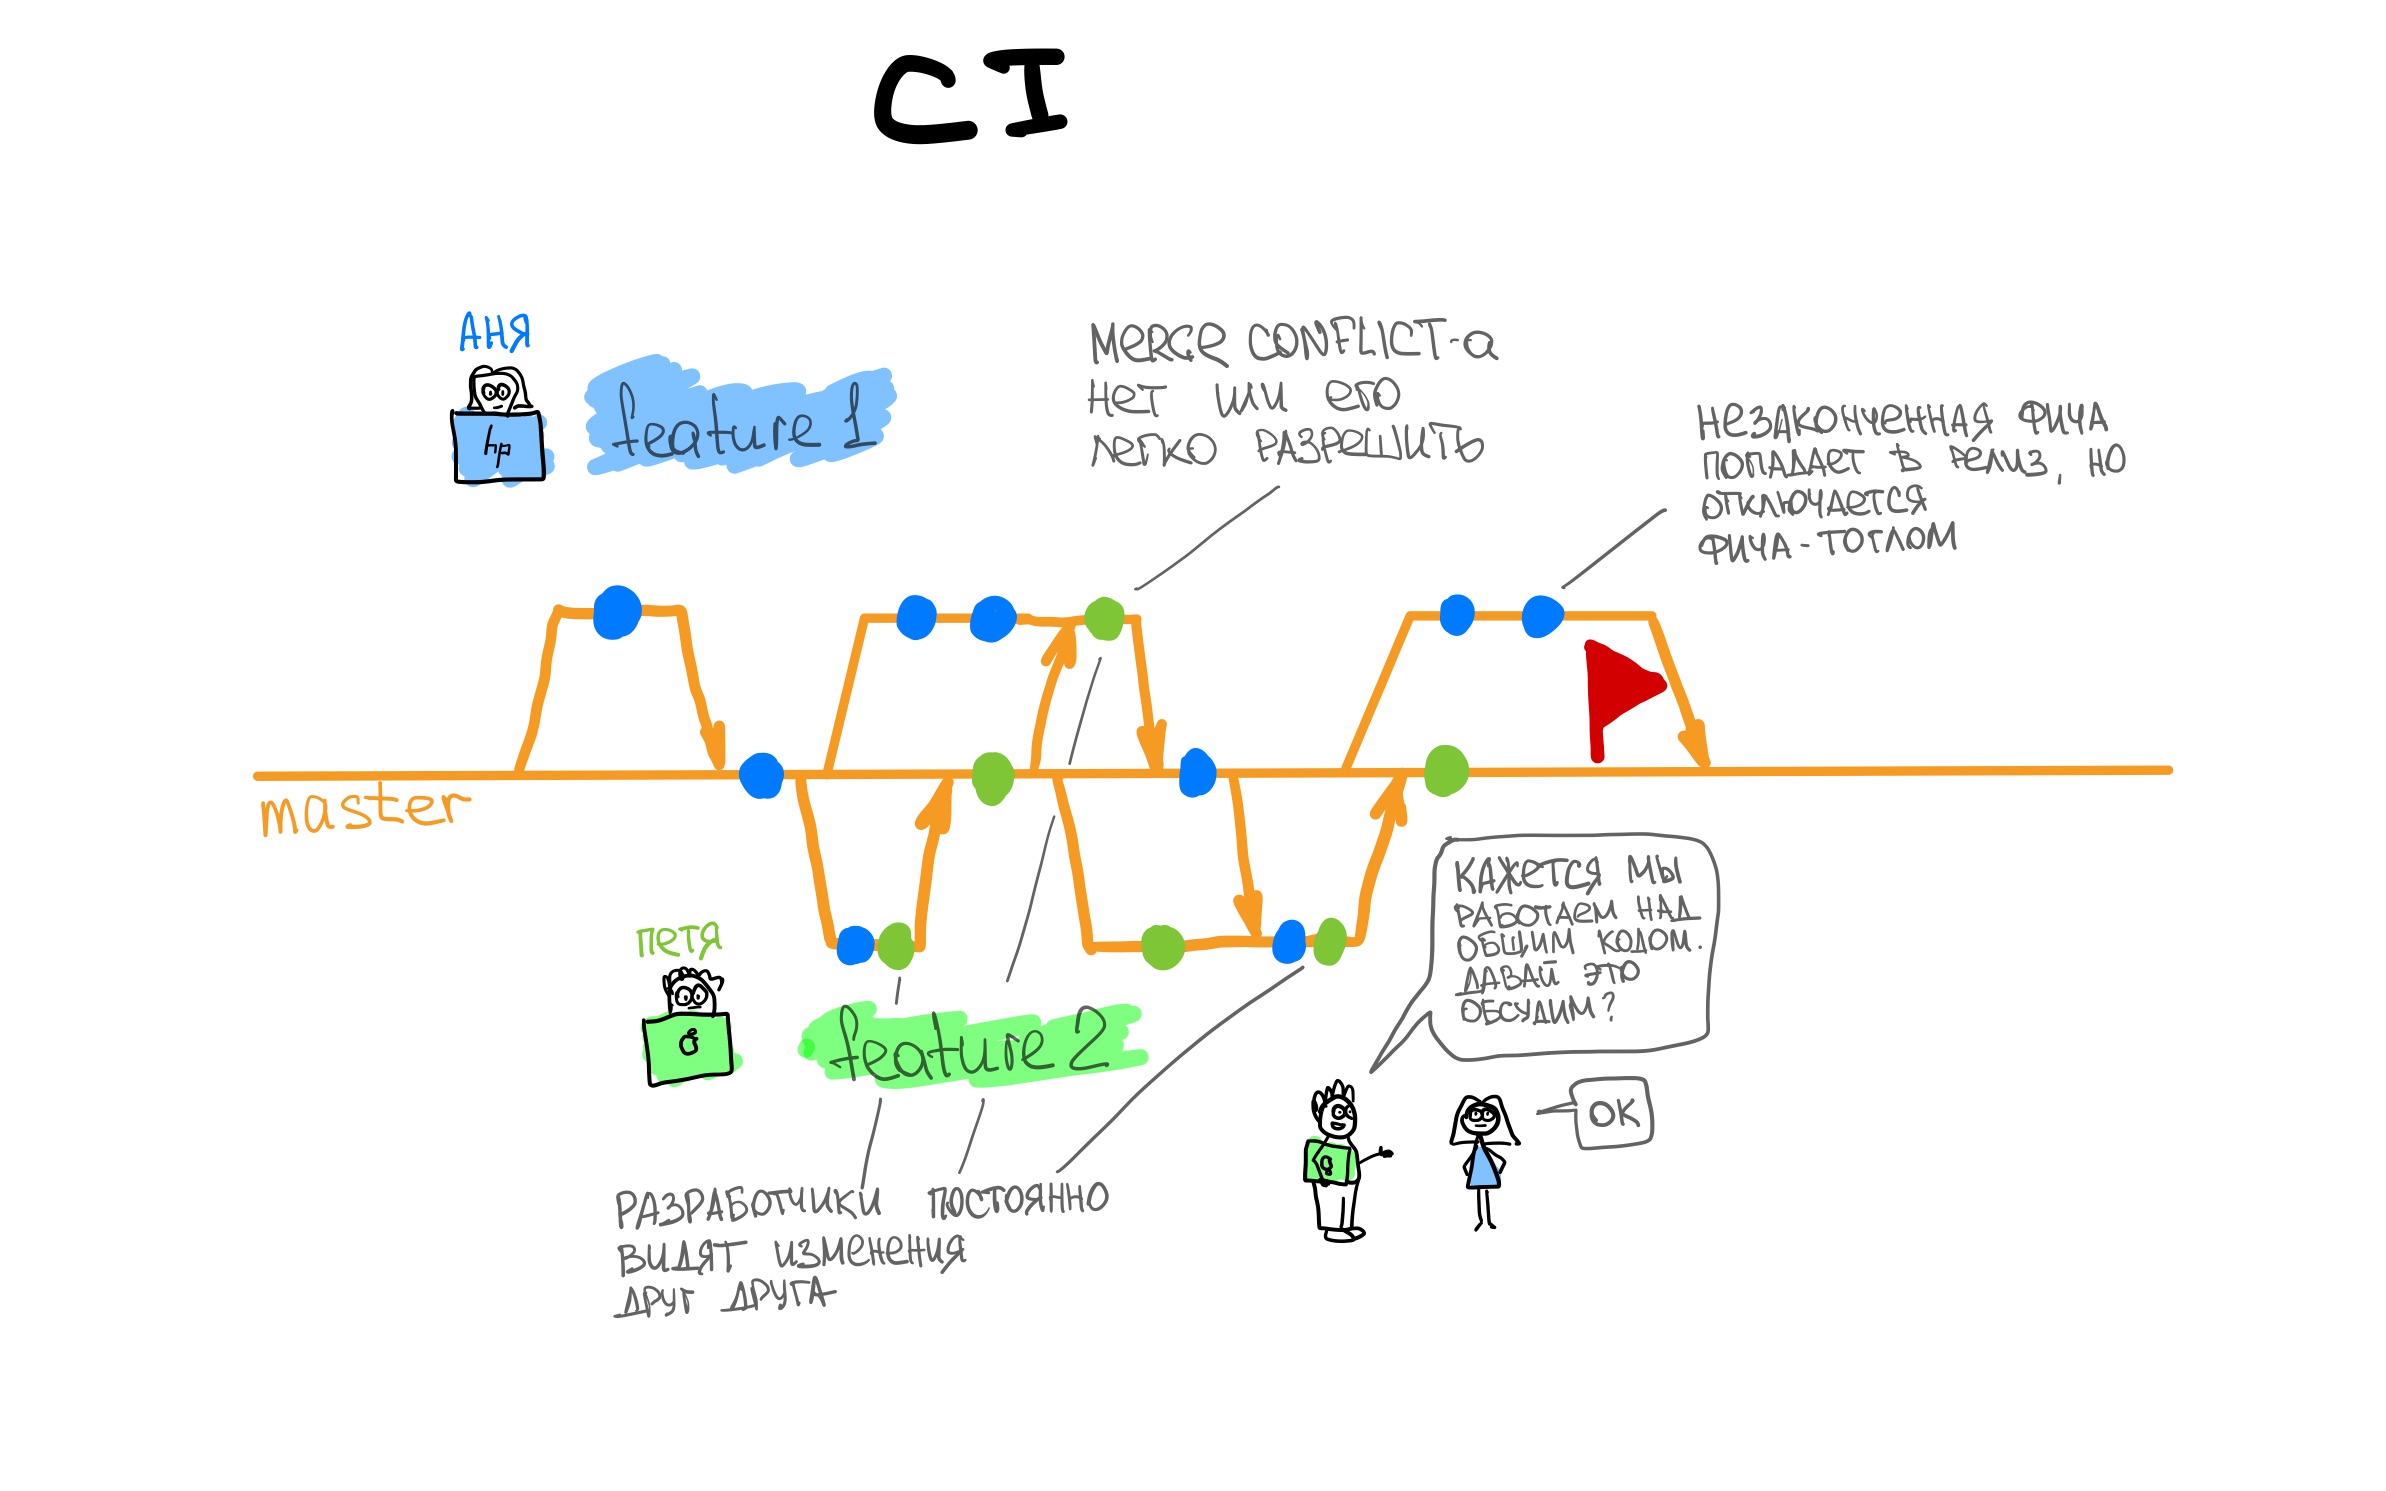 CI
АНЯ
feature 1
MERGE CONFLICT-а
НЕТ ИЛИ ЕГО
ЛЕГКО РАЗРЕШИТЬ
НЕЗАКОНЧЕННАЯ ФИЧА
ПОПАДАЕТ В РЕЛИЗ, НО
ОТКЛЮЧАЕТСЯ
ФИЧА-ТОГЛОМ
master
ПЕТЯ
feature 2
КАЖЕТСЯ МЫ
РАБОТАЕМ НАД
ОБЩИМ КОДОМ.
ДАВАЙ ЭТО
ОБСУДИМ?
OK
РАЗРАБОТЧИКИ ПОСТОЯННО
ВИДЯТ ИЗМЕНЕНИЯ
ДРУГ ДРУГА